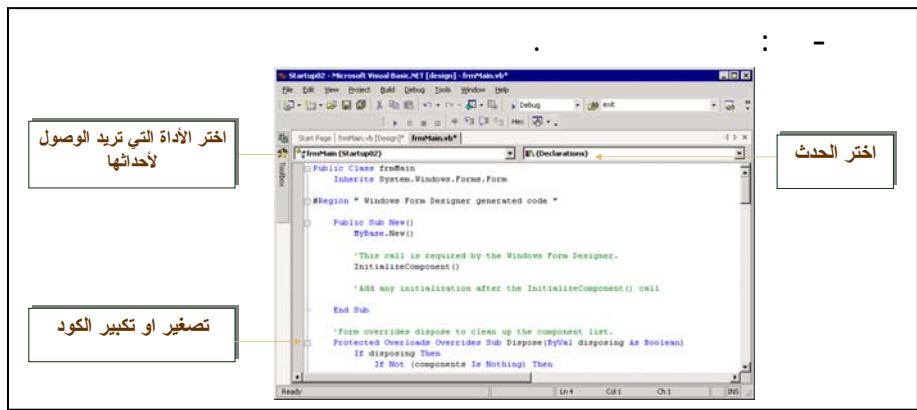 - : .
Startup02 - Microsoft Visual Basic.NET [design] - frmMain.vb*
File Edit View Project Build Debug Tools Window Help
Debug exit
Hex
Start Page frmMain.vb [Design]* frmMain.vb*
frmMain (Startup02) (Declarations)
Toolbox
اختر الأداة التي تريد الوصول
لأحداثها
اختر الحدث
تصغير او تكبير الكود
Public Class frmMain
Inherits System.Windows.Forms.Form
#Region " Windows Form Designer generated code "
Public Sub New()
MyBase.New()
'This call is required by the Windows Form Designer.
InitializeComponent()
'Add any initialization after the InitializeComponent() call
End Sub
'Form overrides dispose to clean up the component list.
Protected Overloads Overrides Sub Dispose(ByVal disposing As Boolean)
If disposing Then
If Not (components Is Nothing) Then
Ready Ln 4 Col 1 Ch 1 INS